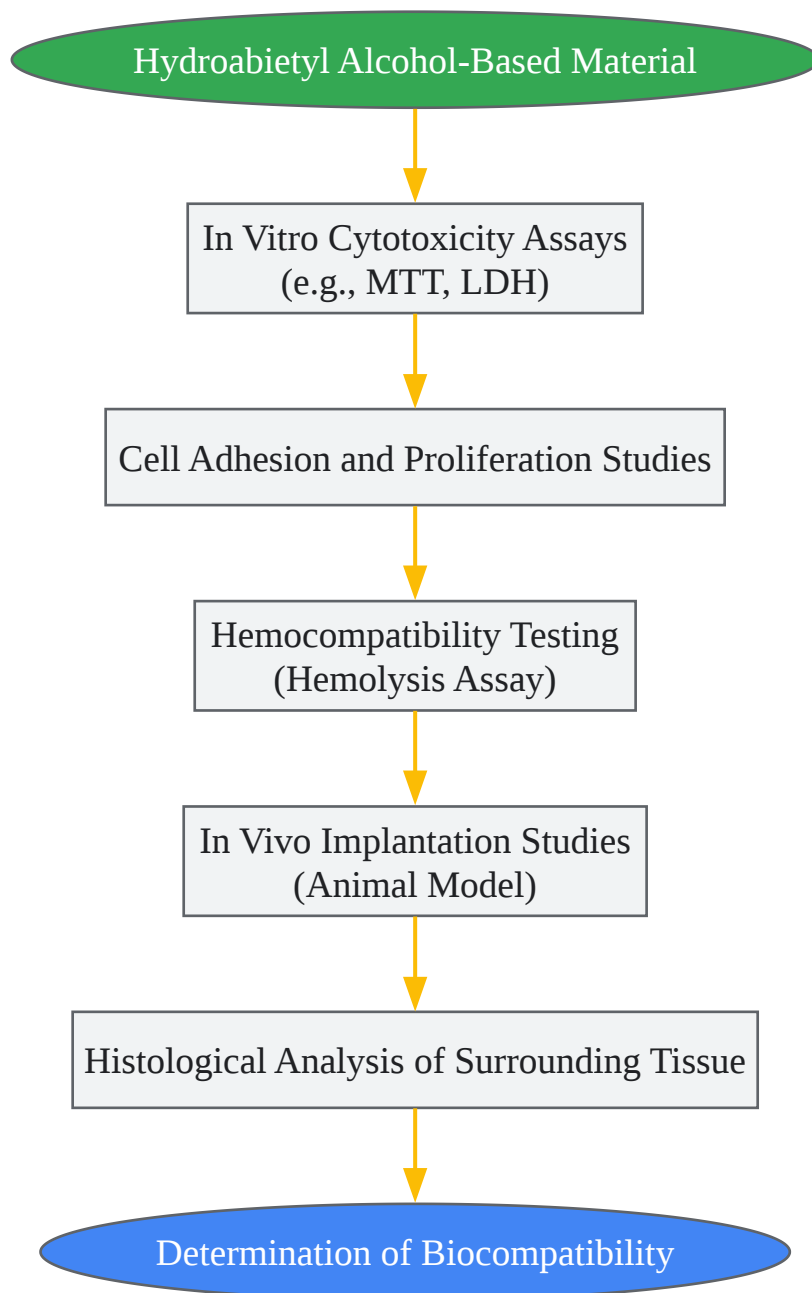 Hydroabietyl Alcohol-Based Material
In Vitro Cytotoxicity Assays
(e.g., MTT, LDH)
Cell Adhesion and Proliferation Studies
Hemocompatibility Testing
(Hemolysis Assay)
In Vivo Implantation Studies
(Animal Model)
Histological Analysis of Surrounding Tissue
Determination of Biocompatibility